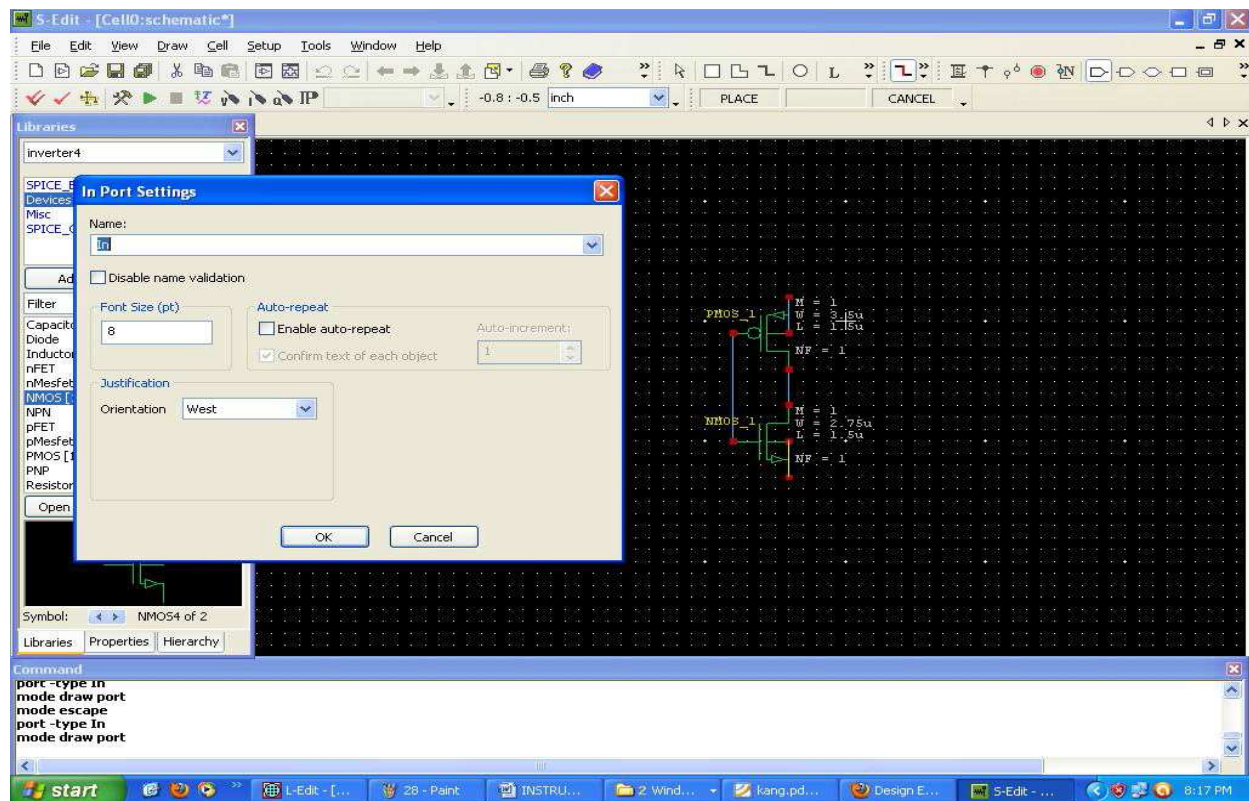 S-Edit - [Cell0:schematic*]
File Edit View Draw Cell Setup Tools Window Help
-0.8 : -0.5 inch PLACE CANCEL
Libraries
inverter4
Devices
Misc
Filter
Diode
nFET
NPN
pFET
PNP
Resistor
Open
Symbol: NMOS4 of 2
Libraries Properties Hierarchy
In Port Settings
Name:
In
Disable name validation
Font Size (pt)
8
Auto-repeat
Enable auto-repeat
Auto-increment:
Confirm text of each object
1
Justification
Orientation West
OK Cancel
PMOS_1
M = 1
W = 3.5u
L = 1.5u
NF = 1
NMOS_1
M = 1
W = 2.75u
L = 1.5u
NF = 1
Command
port -type In
mode draw port
mode escape
port -type In
mode draw port
start L-Edit - [... 28 - Paint INSTRU... 2 Wind... kang.pd... Design E... S-Edit - ... 8:17 PM